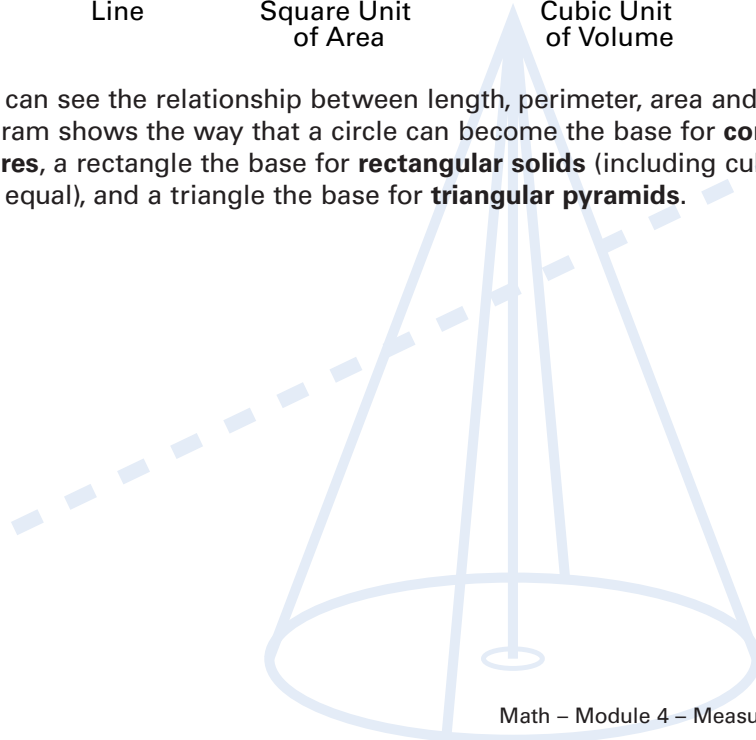 Line Square Unit Cubic Unit
of Area of Volume
can see the relationship between length, perimeter, area and
ram shows the way that a circle can become the base for co
res, a rectangle the base for rectangular solids (including cu
equal), and a triangle the base for triangular pyramids.
Math – Module 4 – Measu